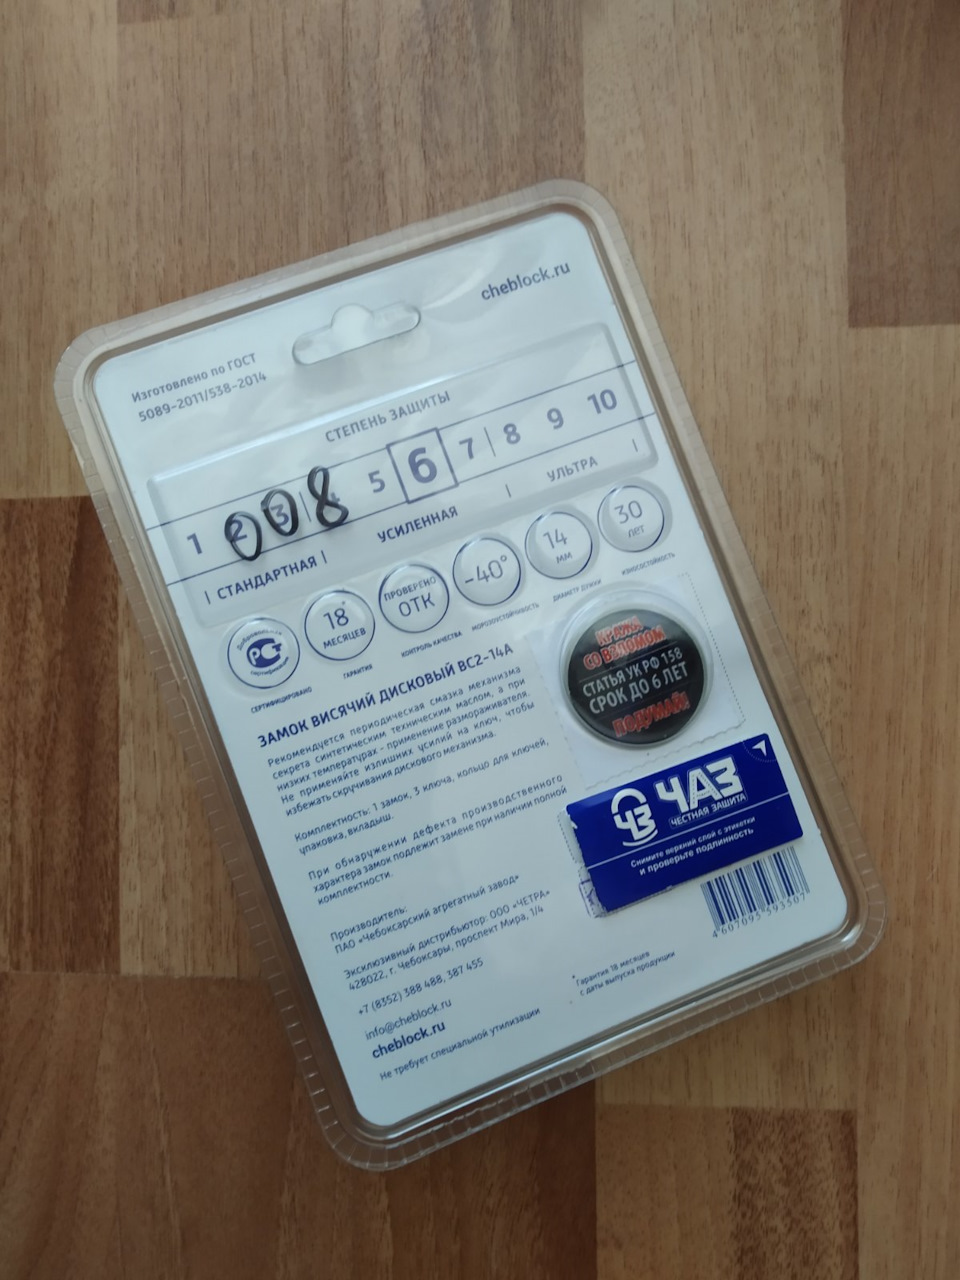 cheblock.ru
Изготовлено по ГОСТ
5089-2011/538-2014
СТЕПЕНЬ ЗАЩИТЫ
1 2 3 4 5 6 7 8 9 10
008
СТАНДАРТНАЯ УСИЛЕННАЯ УЛЬТРА
Добровольная
РСТ
сертификация
СЕРТИФИЦИРОВАНО
18*
МЕСЯЦЕВ
ГАРАНТИЯ
ПРОВЕРЕНО
ОТК
КОНТРОЛЬ КАЧЕСТВА
-40°
МОРОЗОУСТОЙЧИВОСТЬ
14
ММ
ДИАМЕТР ДУЖКИ
30
ЛЕТ
ИЗНОСОСТОЙКОСТЬ
ЗАМОК ВИСЯЧИЙ ДИСКОВЫЙ ВС2-14А
Рекомендуется периодическая смазка механизма
секрета синтетическим техническим маслом, а при
низких температурах - применение размораживателя.
Не применяйте излишних усилий на ключ, чтобы
избежать скручивания дискового механизма.
Комплектность: 1 замок, 3 ключа, кольцо для ключей,
упаковка, вкладыш.
При обнаружении дефекта производственного
характера замок подлежит замене при наличии полной
комплектности.
Производитель:
ПАО «Чебоксарский агрегатный завод»
Эксклюзивный дистрибьютор: ООО «ЧЕТРА»
428022, г. Чебоксары, проспект Мира, 1/4
+7 (8352) 388 488, 387 455
info@cheblock.ru
cheblock.ru
Не требует специальной утилизации
КРАЖА
СО ВЗЛОМОМ
СТАТЬЯ УК РФ 158
СРОК ДО 6 ЛЕТ
ПОДУМАЙ!
ЧЗ ЧАЗ
ЧЕСТНАЯ ЗАЩИТА
Снимите верхний слой с этикетки
и проверьте подлинность
4607095593507
*Гарантия 18 месяцев
с даты выпуска продукции